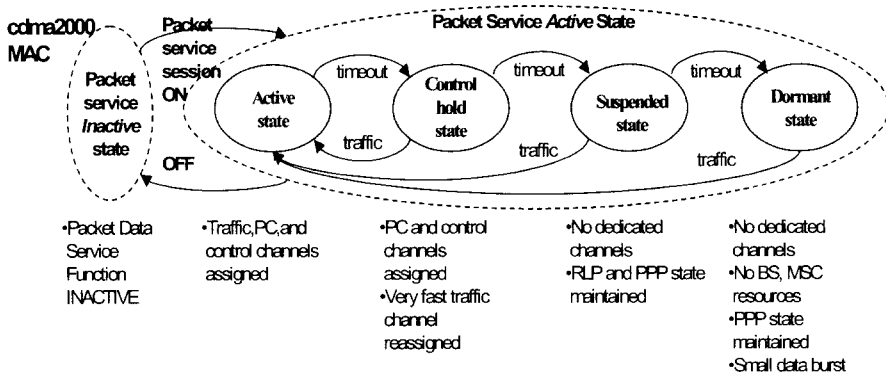 cdma2000
MAC
Packet
service
session
ON
Packet Service Active State
Packet
service
Inactive
state
Active
state
timeout
Control
hold
state
timeout
Suspended
state
timeout
Dormant
state
traffic
traffic
traffic
OFF
•Packet Data
Service
Function
INACTIVE
•Traffic,PC,and
control channels
assigned
•PC and control
channels
assigned
•Very fast traffic
channel
reassigned
•No dedicated
channels
•RLP and PPP state
maintained
•No dedicated
channels
•No BS, MSC
resources
•PPP state
maintained
•Small data burst